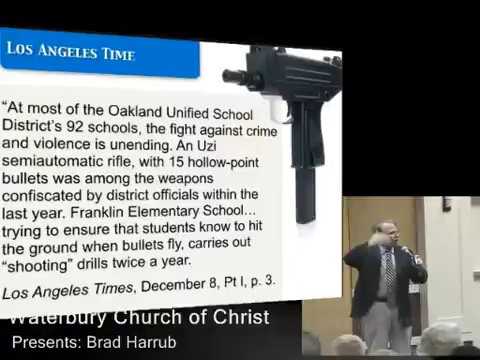 LOS ANGELES TIME
"At most of the Oakland Unified School
District's 92 schools, the fight against crime
and violence is unending. An Uzi
semiautomatic rifle, with 15 hollow-point
bullets was among the weapons
confiscated by district officials within the
last year. Franklin Elementary School…
trying to ensure that students know to hit
the ground when bullets fly, carries out
"shooting" drills twice a year.
Los Angeles Times, December 8, Pt I, p. 3.
Waterbury Church of Christ
Presents: Brad Harrub